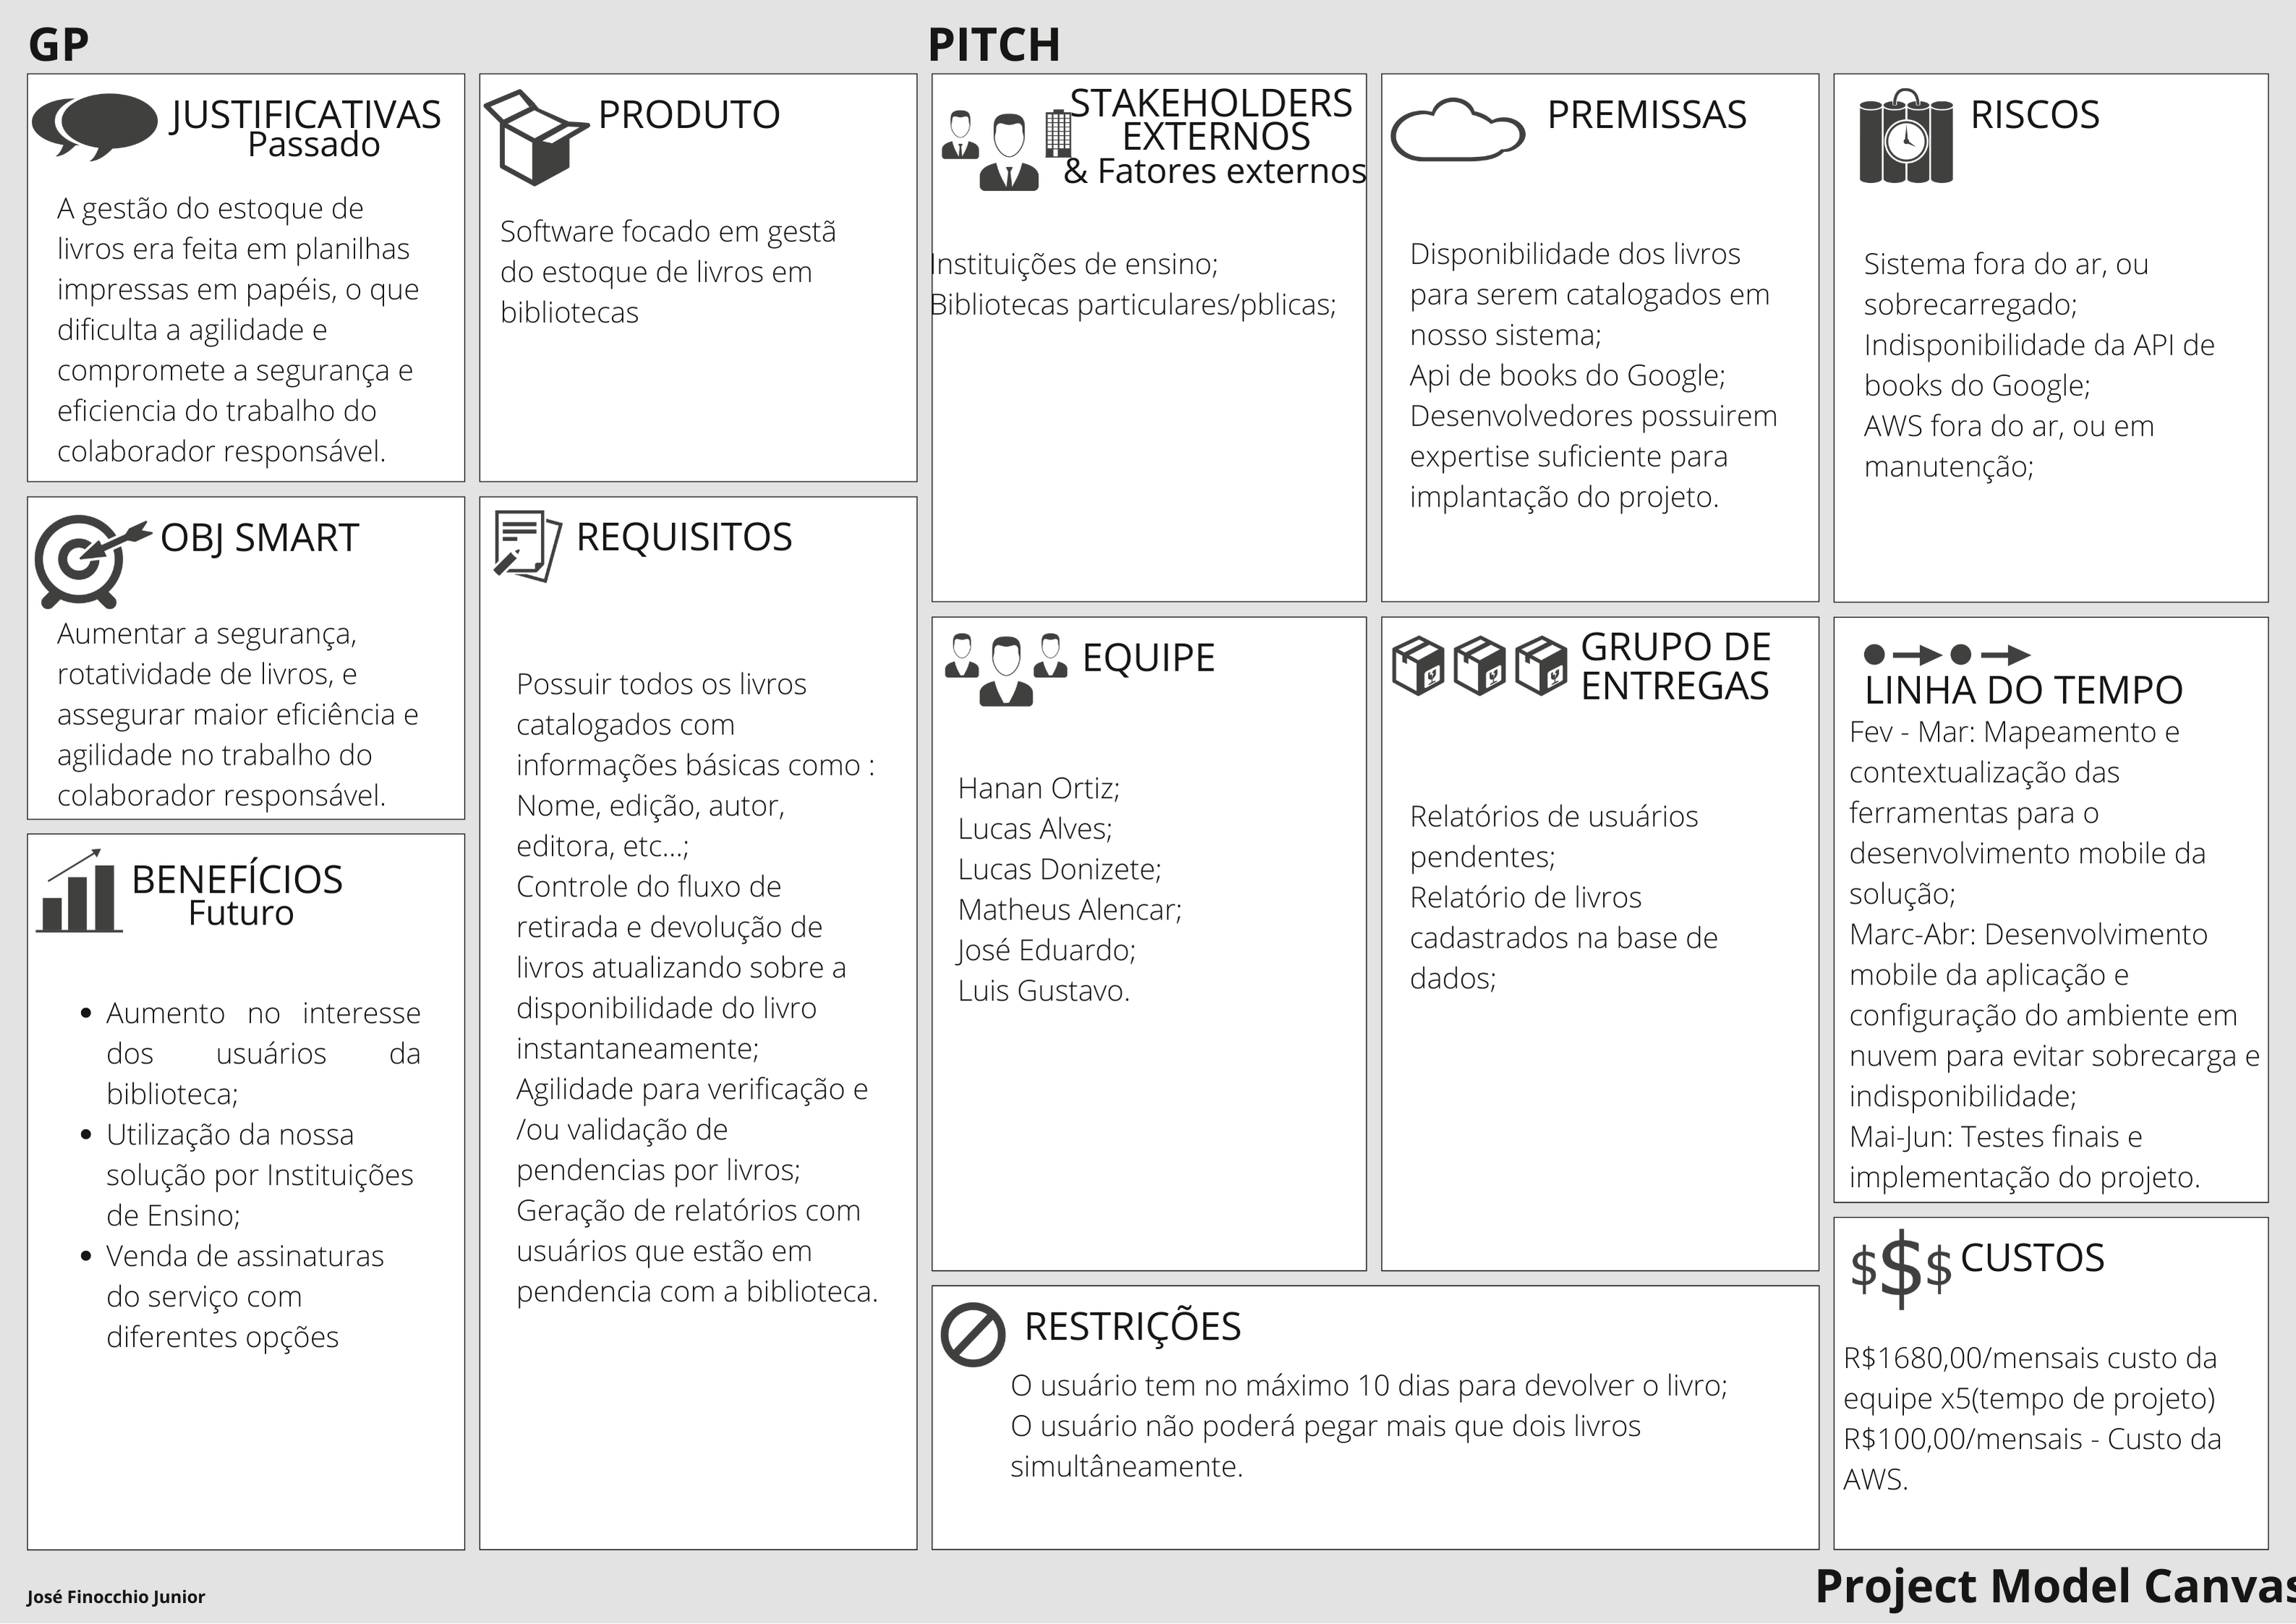 GP
PITCH
JUSTIFICATIVAS
Passado
A gestão do estoque de
livros era feita em planilhas
impressas em papéis, o que
dificulta a agilidade e
compromete a segurança e
eficiencia do trabalho do
colaborador responsável.
OBJ SMART
Aumentar a segurança,
rotatividade de livros, e
assegurar maior eficiência e
agilidade no trabalho do
colaborador responsável.
BENEFÍCIOS
Futuro
• Aumento no interesse
dos usuários da
biblioteca;
• Utilização da nossa
solução por Instituições
de Ensino;
• Venda de assinaturas
do serviço com
diferentes opções
PRODUTO
Software focado em gestã
do estoque de livros em
bibliotecas
REQUISITOS
Possuir todos os livros
catalogados com
informações básicas como :
Nome, edição, autor,
editora, etc...;
Controle do fluxo de
retirada e devolução de
livros atualizando sobre a
disponibilidade do livro
instantaneamente;
Agilidade para verificação e
/ou validação de
pendencias por livros;
Geração de relatórios com
usuários que estão em
pendencia com a biblioteca.
STAKEHOLDERS
EXTERNOS
& Fatores externos
Instituições de ensino;
Bibliotecas particulares/pblicas;
EQUIPE
Hanan Ortiz;
Lucas Alves;
Lucas Donizete;
Matheus Alencar;
José Eduardo;
Luis Gustavo.
PREMISSAS
Disponibilidade dos livros
para serem catalogados em
nosso sistema;
Api de books do Google;
Desenvolvedores possuirem
expertise suficiente para
implantação do projeto.
GRUPO DE
ENTREGAS
Relatórios de usuários
pendentes;
Relatório de livros
cadastrados na base de
dados;
RESTRIÇÕES
O usuário tem no máximo 10 dias para devolver o livro;
O usuário não poderá pegar mais que dois livros
simultâneamente.
RISCOS
Sistema fora do ar, ou
sobrecarregado;
Indisponibilidade da API de
books do Google;
AWS fora do ar, ou em
manutenção;
LINHA DO TEMPO
Fev - Mar: Mapeamento e
contextualização das
ferramentas para o
desenvolvimento mobile da
solução;
Marc-Abr: Desenvolvimento
mobile da aplicação e
configuração do ambiente em
nuvem para evitar sobrecarga e
indisponibilidade;
Mai-Jun: Testes finais e
implementação do projeto.
$$$ CUSTOS
R$1680,00/mensais custo da
equipe x5(tempo de projeto)
R$100,00/mensais - Custo da
AWS.
José Finocchio Junior
Project Model Canvas